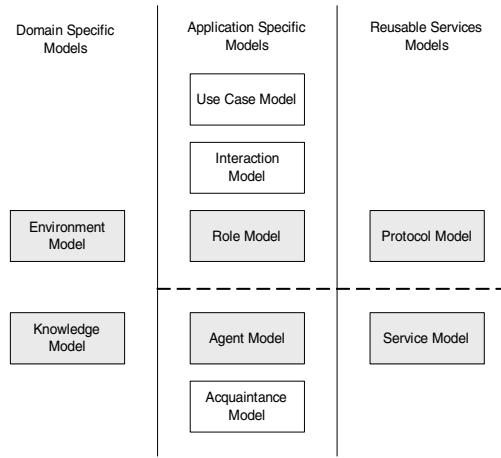 Domain Specific
Models
Application Specific
Models
Reusable Services
Models
Use Case Model
Interaction
Model
Environment
Model
Role Model
Protocol Model
Knowledge
Model
Agent Model
Service Model
Acquaintance
Model